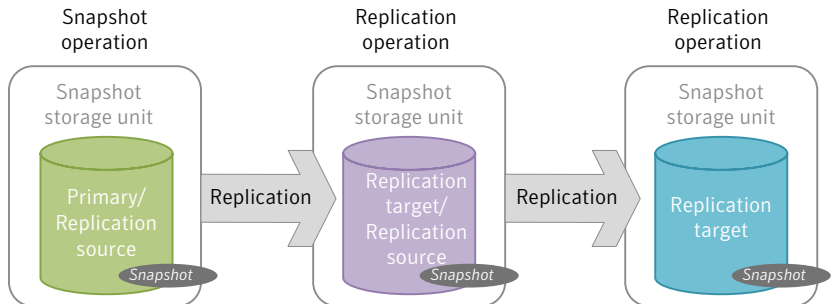 Snapshot
operation
Replication
operation
Replication
operation
Snapshot
storage unit
Snapshot
storage unit
Snapshot
storage unit
Primary/
Replication
source
Replication
Replication
target/
Replication
source
Replication
Replication
target
Snapshot
Snapshot
Snapshot